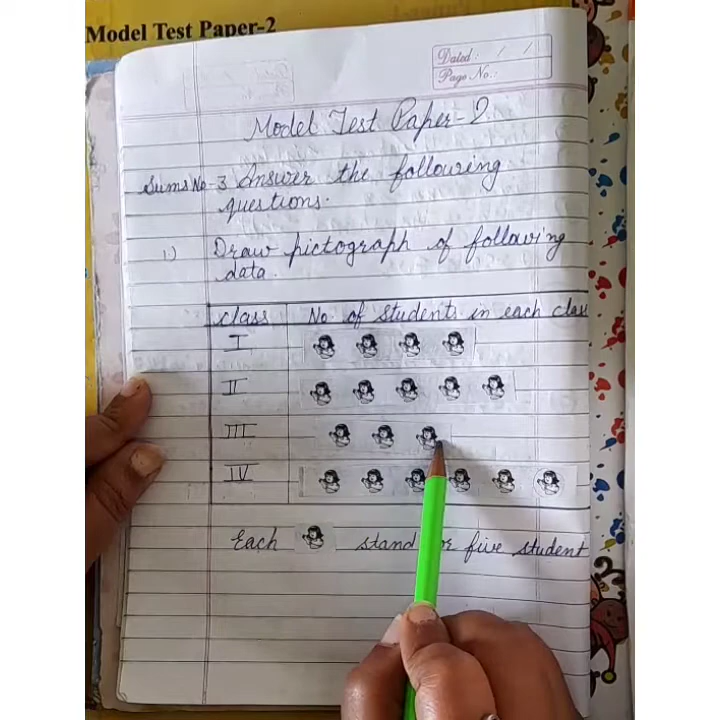 Model Test Paper-2
Dated: / /
Page No.:
Model Test Paper-2
Sums No-3 Answer the following
questions.
1.) Draw pictograph of following
data.
class No of students in each class
I
II
III
IV
Each stand for five student